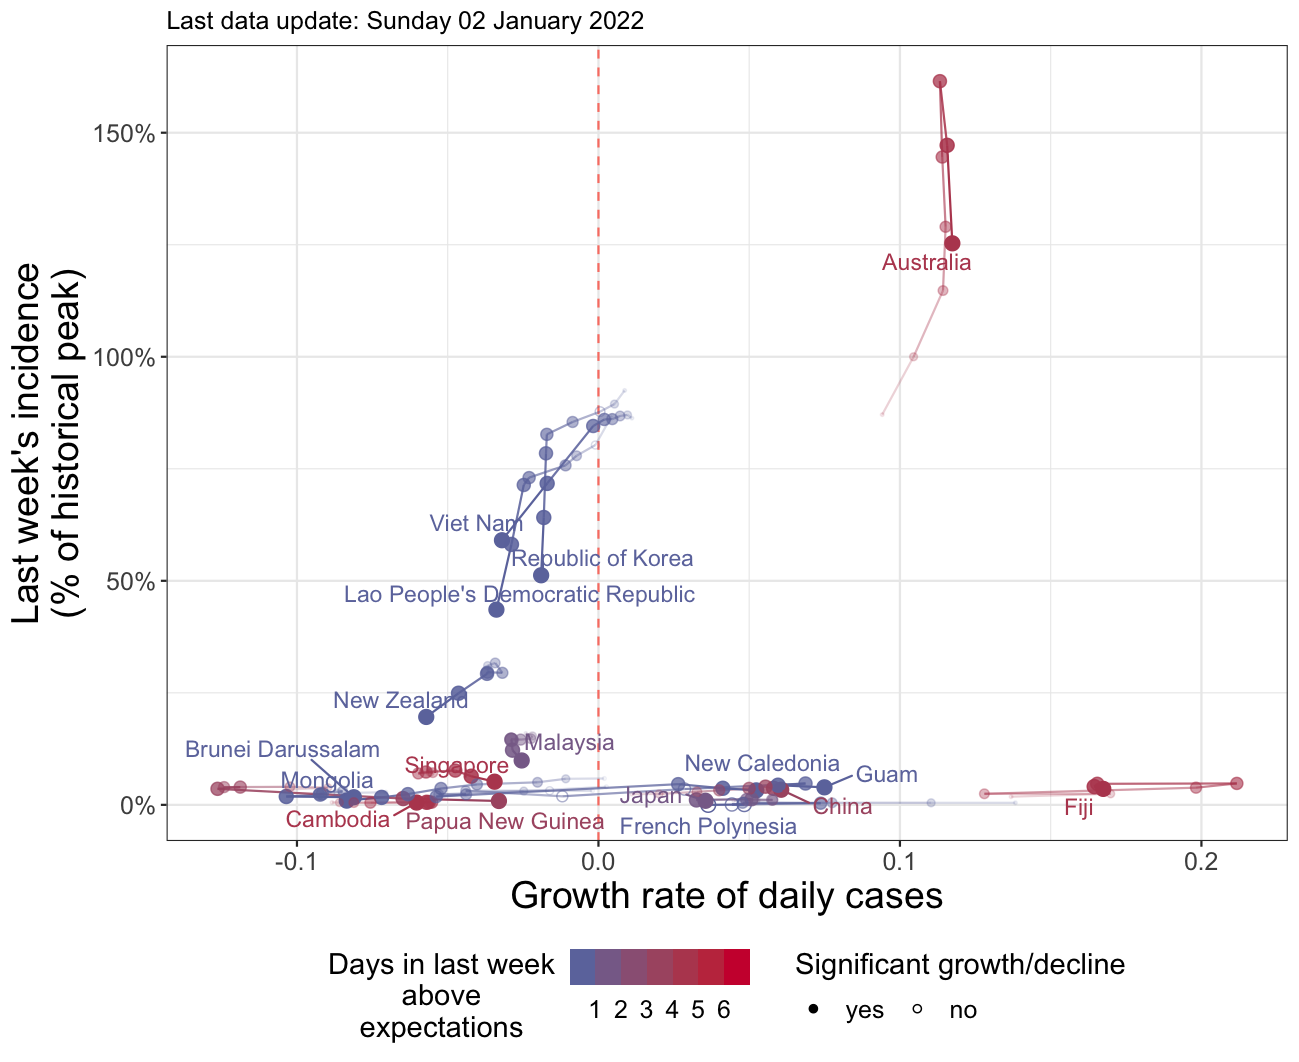 Last data update: Sunday 02 January 2022
Last week's incidence
(% of historical peak)
150%
100%
50%
0%
Australia
Viet Nam
Republic of Korea
Lao People's Democratic Republic
New Zealand
Malaysia
Brunei Darussalam
Singapore
New Caledonia
Mongolia
Guam
Japan
China
Fiji
Cambodia
Papua New Guinea
French Polynesia
-0.1
0.0
0.1
0.2
Growth rate of daily cases
Days in last week
above
expectations
1 2 3 4 5 6
Significant growth/decline
yes
no